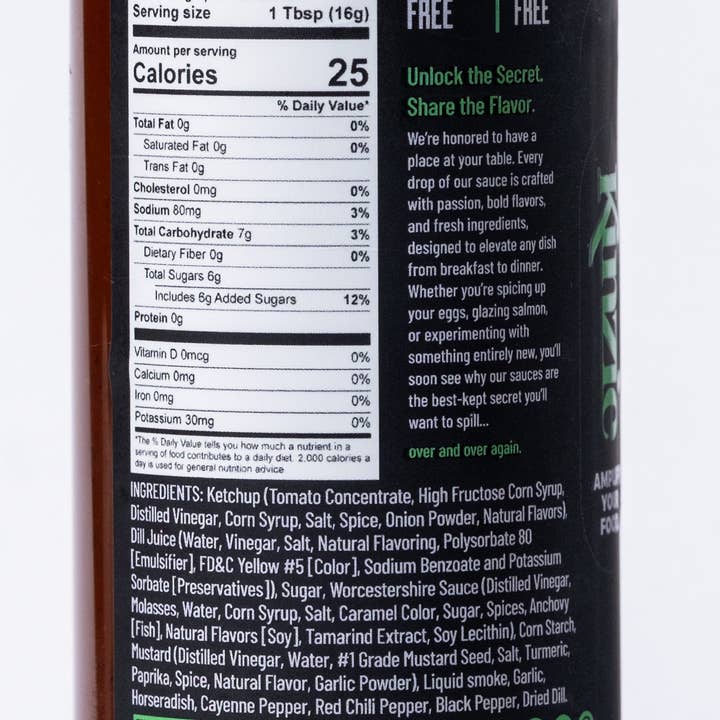 Serving size 1 Tbsp (16g)
Amount per serving
Calories 25
% Daily Value*
Total Fat 0g 0%
Saturated Fat 0g 0%
Trans Fat 0g
Cholesterol 0mg 0%
Sodium 80mg 3%
Total Carbohydrate 7g 3%
Dietary Fiber 0g 0%
Total Sugars 6g
Includes 6g Added Sugars 12%
Protein 0g
Vitamin D 0mcg 0%
Calcium 0mg 0%
Iron 0mg 0%
Potassium 30mg 0%
*The % Daily Value tells you how much a nutrient in a
serving of food contributes to a daily diet. 2,000 calories a
day is used for general nutrition advice
FREE FREE
Unlock the Secret.
Share the Flavor.
We're honored to have a
place at your table. Every
drop of our sauce is crafted
with passion, bold flavors,
and fresh ingredients,
designed to elevate any dish
from breakfast to dinner.
Whether you're spicing up
your eggs, glazing salmon,
or experimenting with
something entirely new, you'll
soon see why our sauces are
the best-kept secret you'll
want to spill...
over and over again.
INGREDIENTS: Ketchup (Tomato Concentrate, High Fructose Corn Syrup,
Distilled Vinegar, Corn Syrup, Salt, Spice, Onion Powder, Natural Flavors),
Dill Juice (Water, Vinegar, Salt, Natural Flavoring, Polysorbate 80
[Emulsifier], FD&C Yellow #5 [Color], Sodium Benzoate and Potassium
Sorbate [Preservatives]), Sugar, Worcestershire Sauce (Distilled Vinegar,
Molasses, Water, Corn Syrup, Salt, Caramel Color, Sugar, Spices, Anchovy
[Fish], Natural Flavors [Soy], Tamarind Extract, Soy Lecithin), Corn Starch,
Mustard (Distilled Vinegar, Water, #1 Grade Mustard Seed, Salt, Turmeric,
Paprika, Spice, Natural Flavor, Garlic Powder), Liquid smoke, Garlic,
Horseradish, Cayenne Pepper, Red Chili Pepper, Black Pepper, Dried Dill.
Kinzie
YOUR